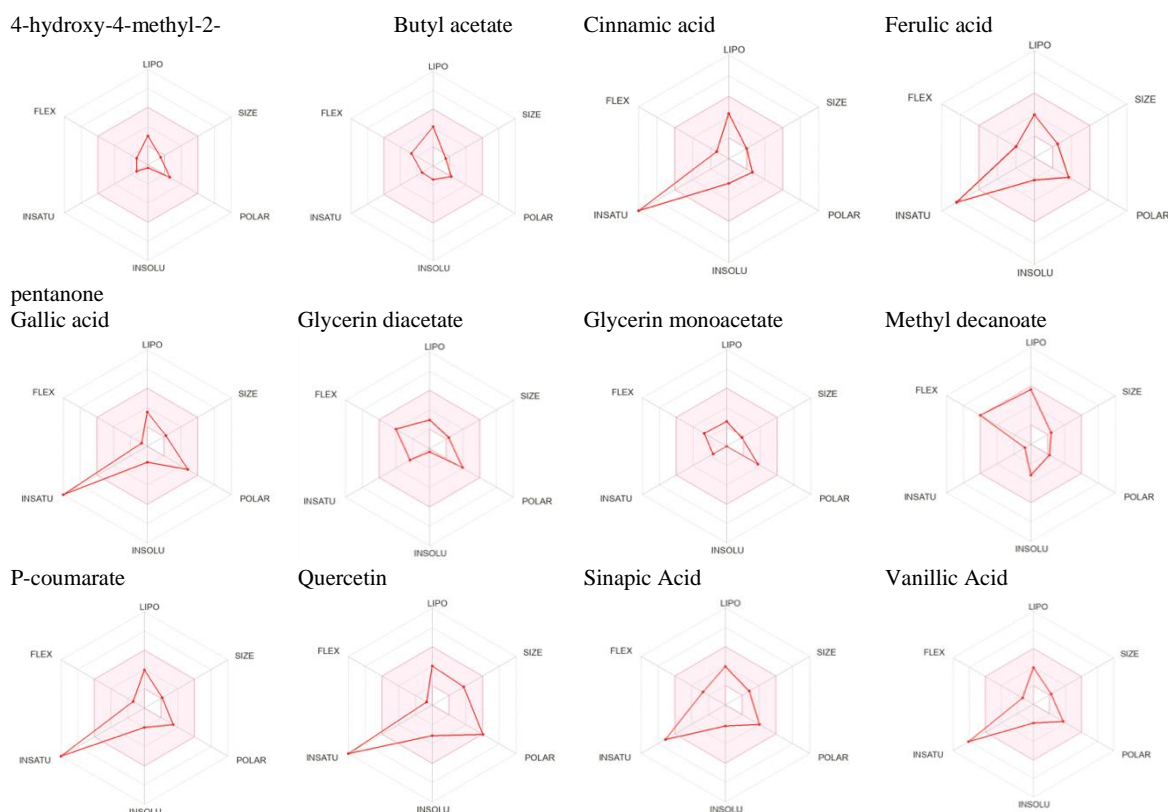 4-hydroxy-4-methyl-2-
Butyl acetate
Cinnamic acid
Ferulic acid
LIPO
FLEX
SIZE
INSATU
POLAR
INSOLU
LIPO
FLEX
SIZE
INSATU
POLAR
INSOLU
LIPO
FLEX
SIZE
INSATU
POLAR
INSOLU
LIPO
FLEX
SIZE
INSATU
POLAR
INSOLU
pentanone
Gallic acid
Glycerin diacetate
Glycerin monoacetate
Methyl decanoate
LIPO
FLEX
SIZE
INSATU
POLAR
INSOLU
LIPO
FLEX
SIZE
INSATU
POLAR
INSOLU
LIPO
FLEX
SIZE
INSATU
POLAR
INSOLU
LIPO
FLEX
SIZE
INSATU
POLAR
INSOLU
P-coumarate
Quercetin
Sinapic Acid
Vanillic Acid
LIPO
FLEX
SIZE
INSATU
POLAR
INSOLU
LIPO
FLEX
SIZE
INSATU
POLAR
INSOLU
LIPO
FLEX
SIZE
INSATU
POLAR
INSOLU
LIPO
FLEX
SIZE
INSATU
POLAR
INSOLU